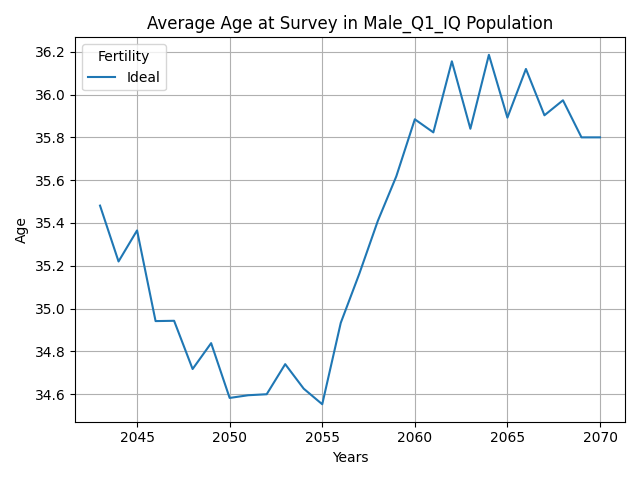 Average Age at Survey in Male_Q1_IQ Population
Fertility
Ideal
Age
36.2
36.0
35.8
35.6
35.4
35.2
35.0
34.8
34.6
2045 2050 2055 2060 2065 2070
Years